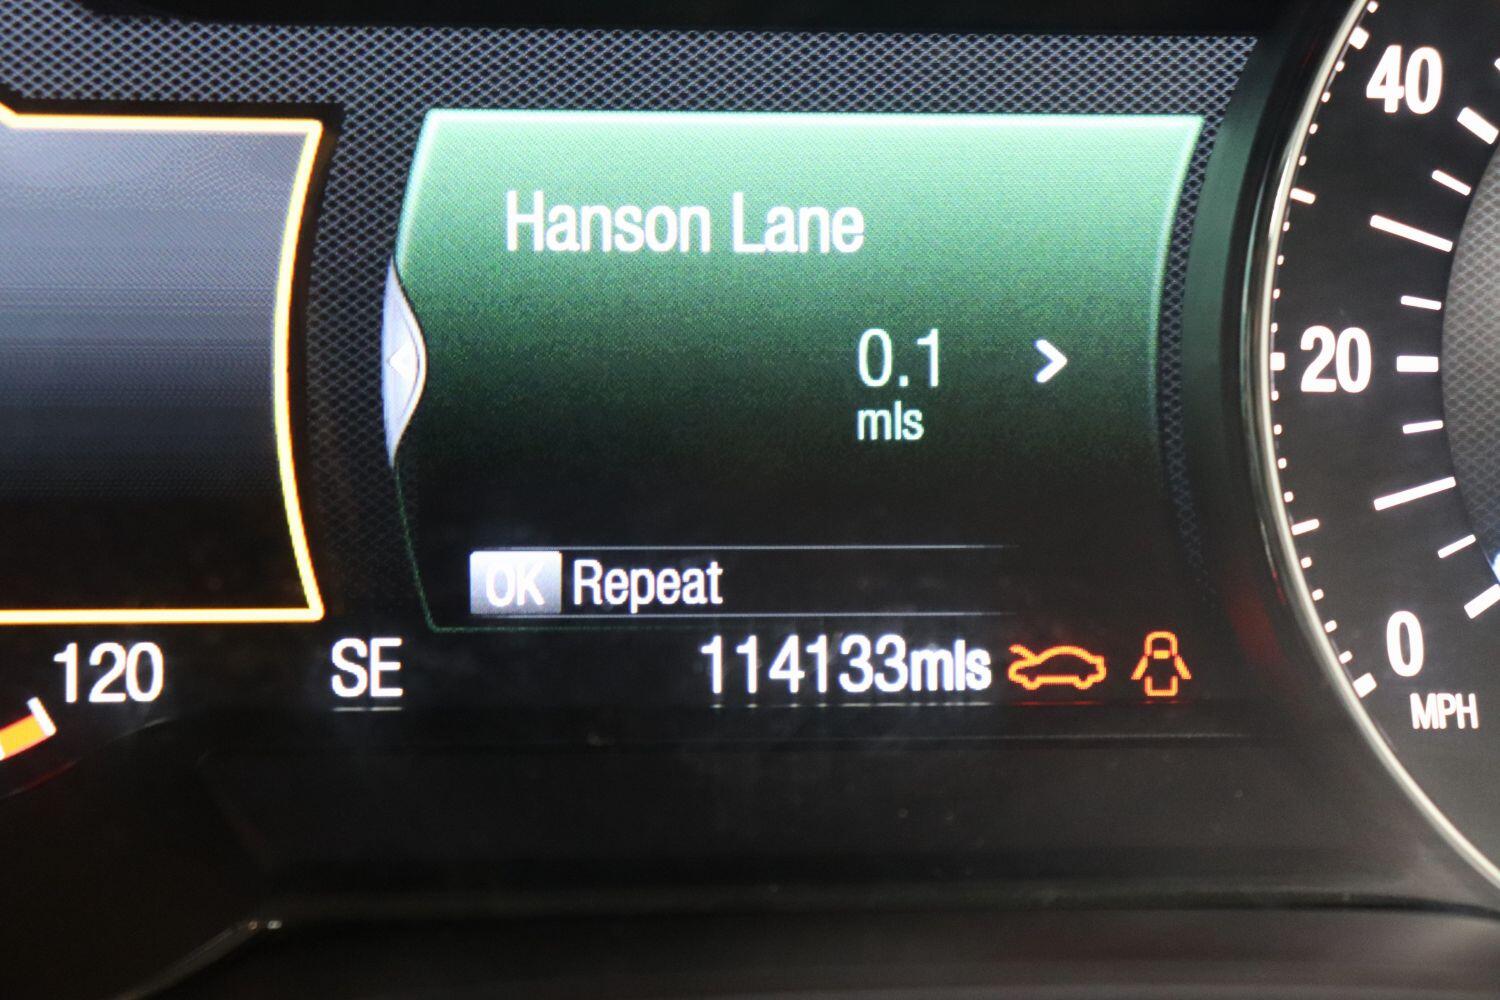 40
Hanson Lane
0.1
mls
20
OK Repeat
120
SE
114133mls
0
MPH